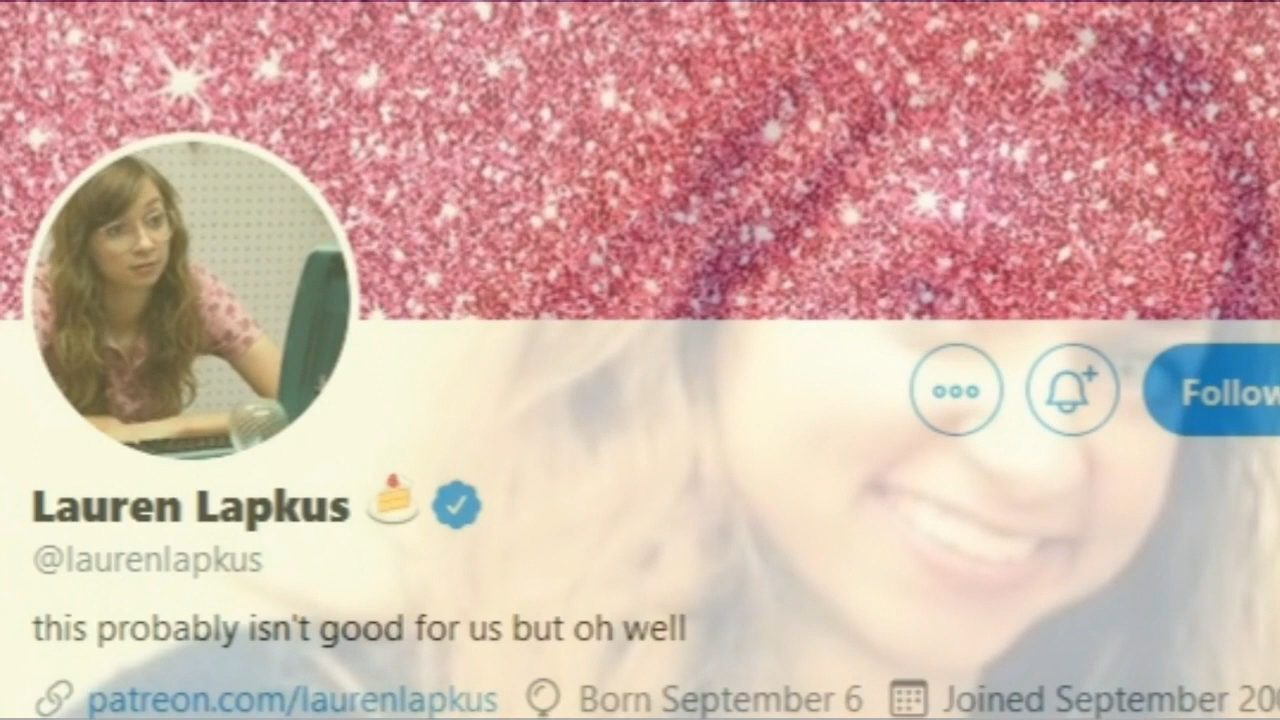 Follow
Lauren Lapkus
@laurenlapkus
this probably isn't good for us but oh well
patreon.com/laurenlapkus Born September 6 Joined September